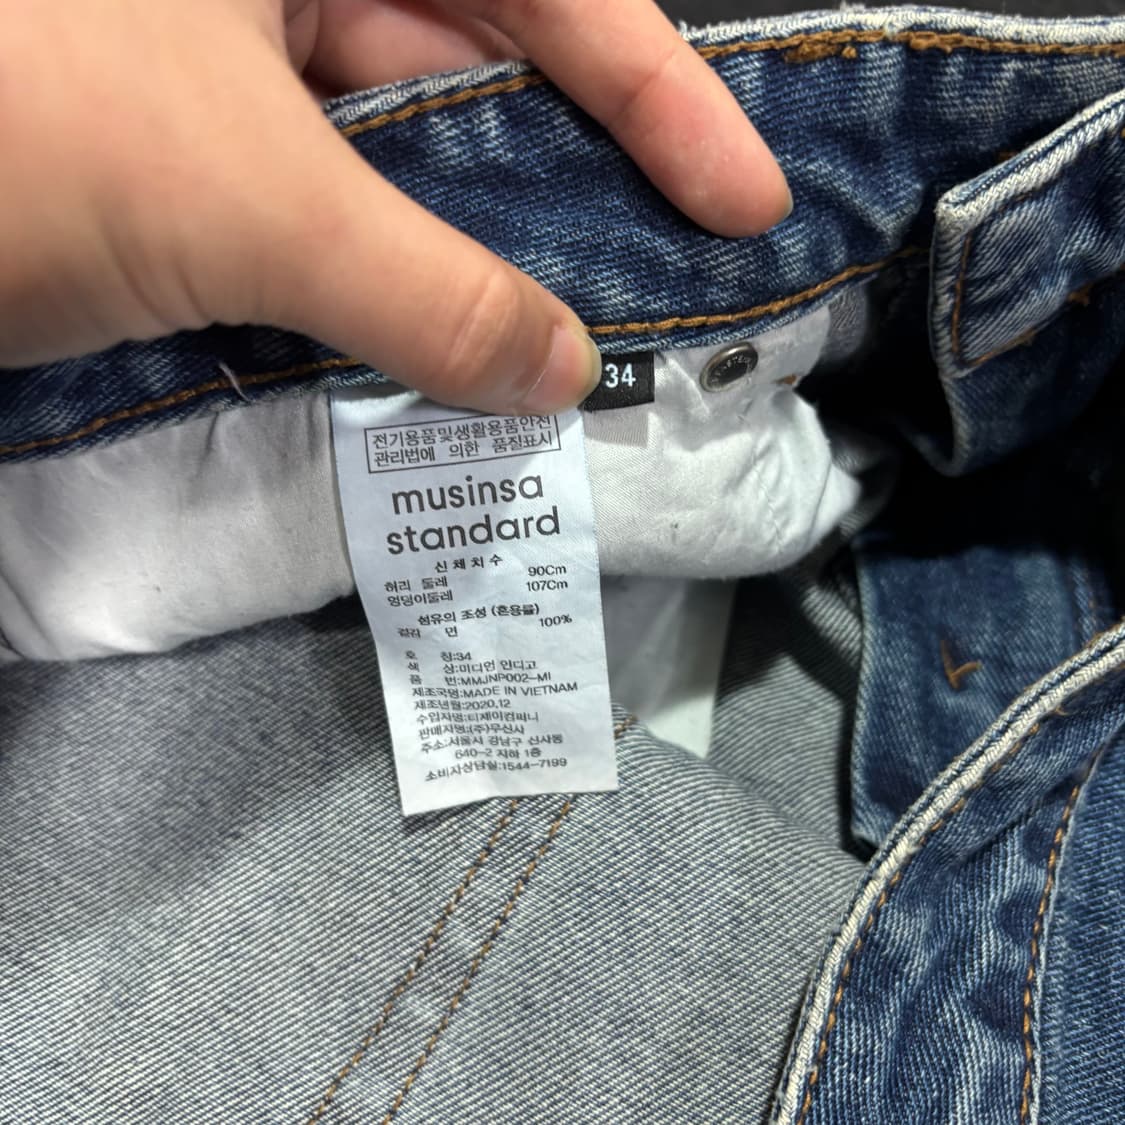 34
전기용품및생활용품안전
관리법에 의한 품질표시
musinsa
standard
신체치수
허리 둘레 90Cm
엉덩이둘레 107Cm
섬유의 조성 (혼용률)
겉감 면 100%
호 칭:34
색 상:미디엄 인디고
품 번:MMJNP002-MI
제조국명:MADE IN VIETNAM
제조년월:2020.12
수입자명:티제이컴퍼니
판매자명:(주)무신사
주소:서울시 강남구 신사동
640-2 지하 1층
소비자상담실:1544-7199